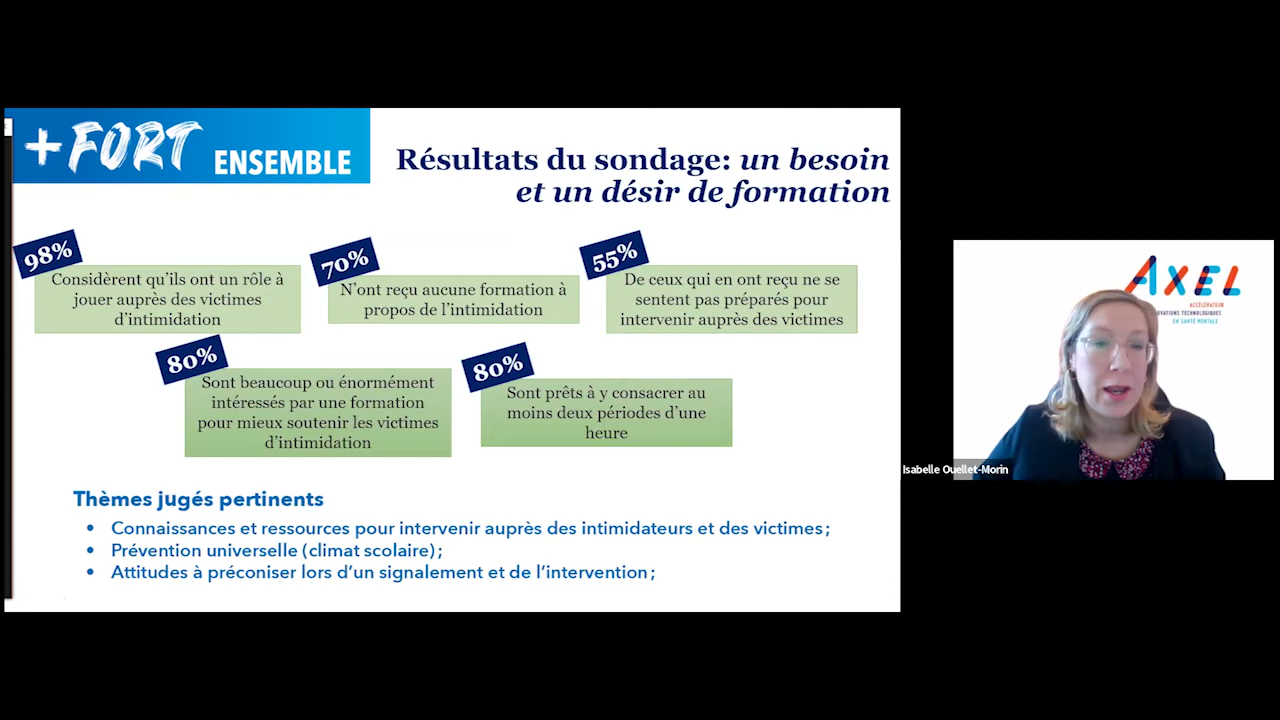 +FORT ENSEMBLE
Résultats du sondage: un besoin
et un désir de formation
98%
Considèrent qu'ils ont un rôle à
jouer auprès des victimes
d'intimidation
70%
N'ont reçu aucune formation à
propos de l'intimidation
55%
De ceux qui en ont reçu ne se
sentent pas préparés pour
intervenir auprès des victimes
80%
Sont beaucoup ou énormément
intéressés par une formation
pour mieux soutenir les victimes
d'intimidation
80%
Sont prêts à y consacrer au
moins deux périodes d'une
heure
Thèmes jugés pertinents
• Connaissances et ressources pour intervenir auprès des intimidateurs et des victimes;
• Prévention universelle (climat scolaire);
• Attitudes à préconiser lors d'un signalement et de l'intervention;
AXEL
ACCÉLÉRATEUR
OVATIONS TECHNOLOGIQUES
EN SANTÉ MENTALE
Isabelle Ouellet-Morin